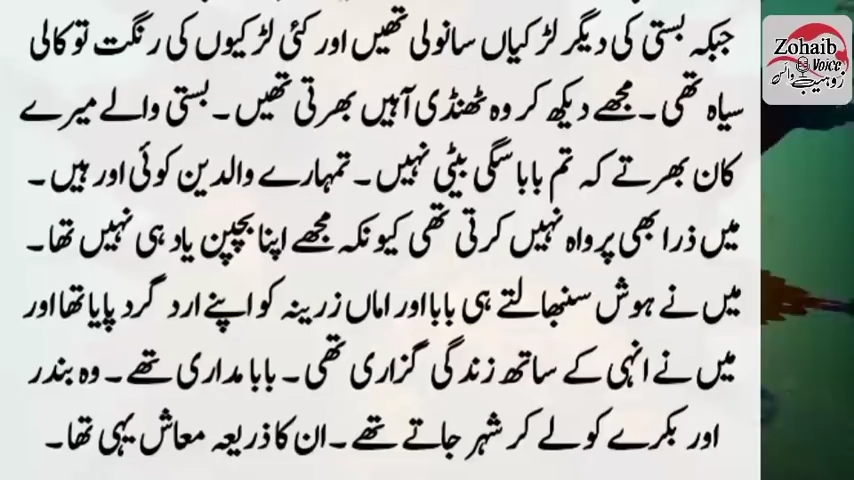 جبکہ بستی کی دیگر لڑکیاں سانولی تھیں اور کئی لڑکیوں کی رنگت تو کالی
سیاہ تھی۔ مجھے دیکھ کر وہ ٹھنڈی آہیں بھرتی تھیں۔ بستی والے میرے
کان بھرتے کہ تم بابا سگی بیٹی نہیں۔ تمہارے والدین کوئی اور ہیں۔
میں ذرا بھی پرواہ نہیں کرتی تھی کیونکہ مجھے اپنا بچپن یاد ہی نہیں تھا۔
میں نے ہوش سنبھالتے ہی بابا اور اماں زرینہ کو اپنے ارد گرد پایا تھا اور
میں نے انہی کے ساتھ زندگی گزاری تھی۔ بابا مداری تھے۔ وہ بندر
اور بکرے کو لے کر شہر جاتے تھے۔ ان کا ذریعہ معاش یہی تھا۔
Zohaib
Voice
زوہیب وائس